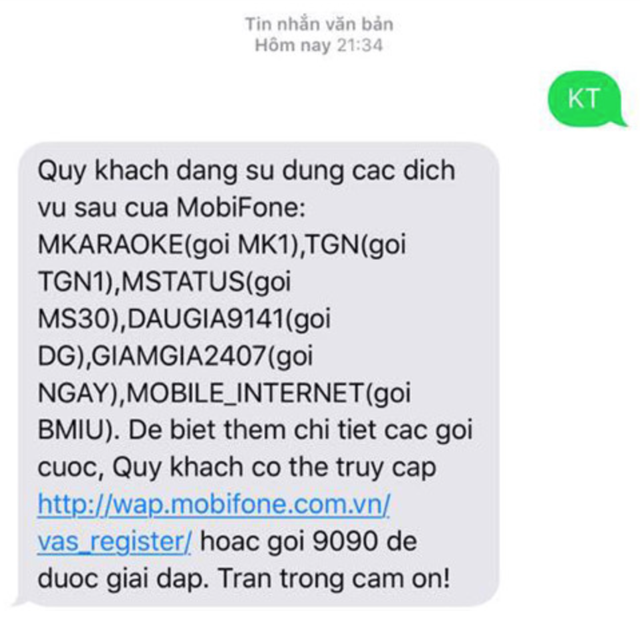 Tin nhắn văn bản
Hôm nay 21:34
KT
Quy khach dang su dung cac dich
vu sau cua MobiFone:
MKARAOKE(goi MK1),TGN(goi
TGN1),MSTATUS(goi
MS30),DAUGIA9141(goi
DG),GIAMGIA2407(goi
NGAY),MOBILE_INTERNET(goi
BMIU). De biet them chi tiet cac goi
cuoc, Quy khach co the truy cap
http://wap.mobifone.com.vn/
vas_register/ hoac goi 9090 de
duoc giai dap. Tran trong cam on!